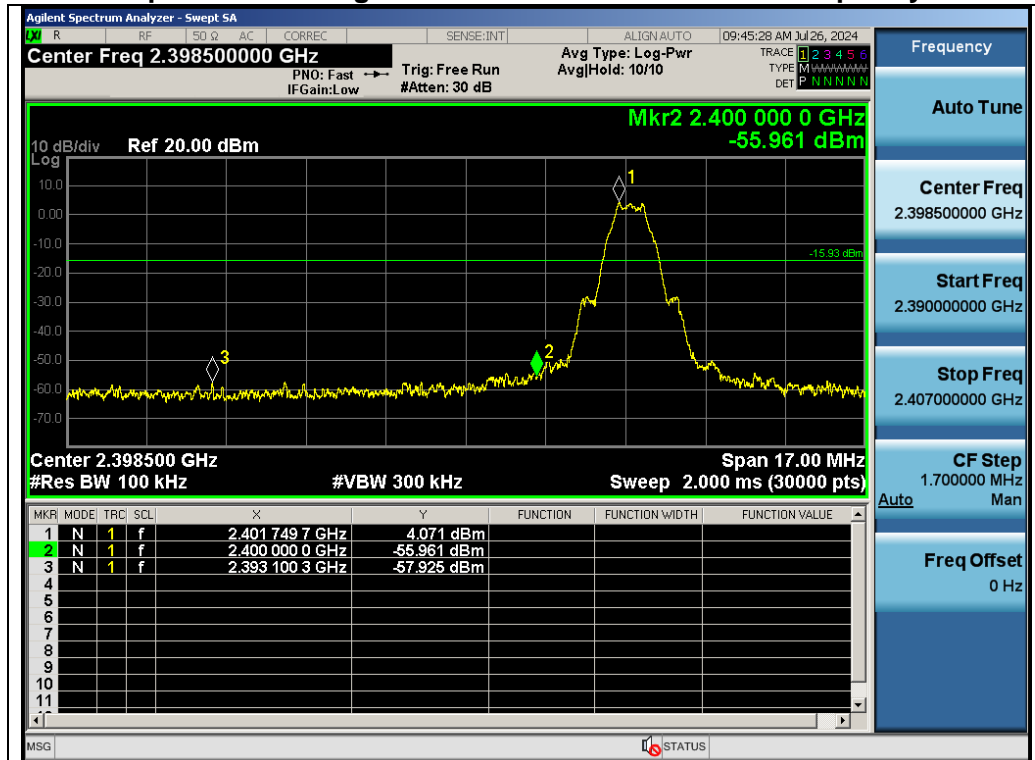 Agilent Spectrum Analyzer - Swept SA
LXI R RF 50 Ω AC CORREC SENSE:INT ALIGN AUTO 09:45:28 AM Jul 26, 2024
Center Freq 2.398500000 GHz
PNO: Fast
IFGain:Low
Trig: Free Run
#Atten: 30 dB
Avg Type: Log-Pwr
Avg|Hold: 10/10
TRACE 1 2 3 4 5 6
TYPE M WWWWW
DET P N N N N N
Mkr2 2.400 000 0 GHz
-55.961 dBm
10 dB/div Ref 20.00 dBm
Log
10.0
0.00
-10.0
-20.0
-30.0
-40.0
-50.0
-60.0
-70.0
1
-15.93 dBm
2
3
Center 2.398500 GHz Span 17.00 MHz
#Res BW 100 kHz #VBW 300 kHz Sweep 2.000 ms (30000 pts)
MKR MODE TRC SCL X Y FUNCTION FUNCTION WIDTH FUNCTION VALUE
1 N 1 f 2.401 749 7 GHz 4.071 dBm
2 N 1 f 2.400 000 0 GHz -55.961 dBm
3 N 1 f 2.393 100 3 GHz -57.925 dBm
4
5
6
7
8
9
10
11
MSG STATUS
Frequency
Auto Tune
Center Freq
2.398500000 GHz
Start Freq
2.390000000 GHz
Stop Freq
2.407000000 GHz
CF Step
1.700000 MHz
Auto Man
Freq Offset
0 Hz